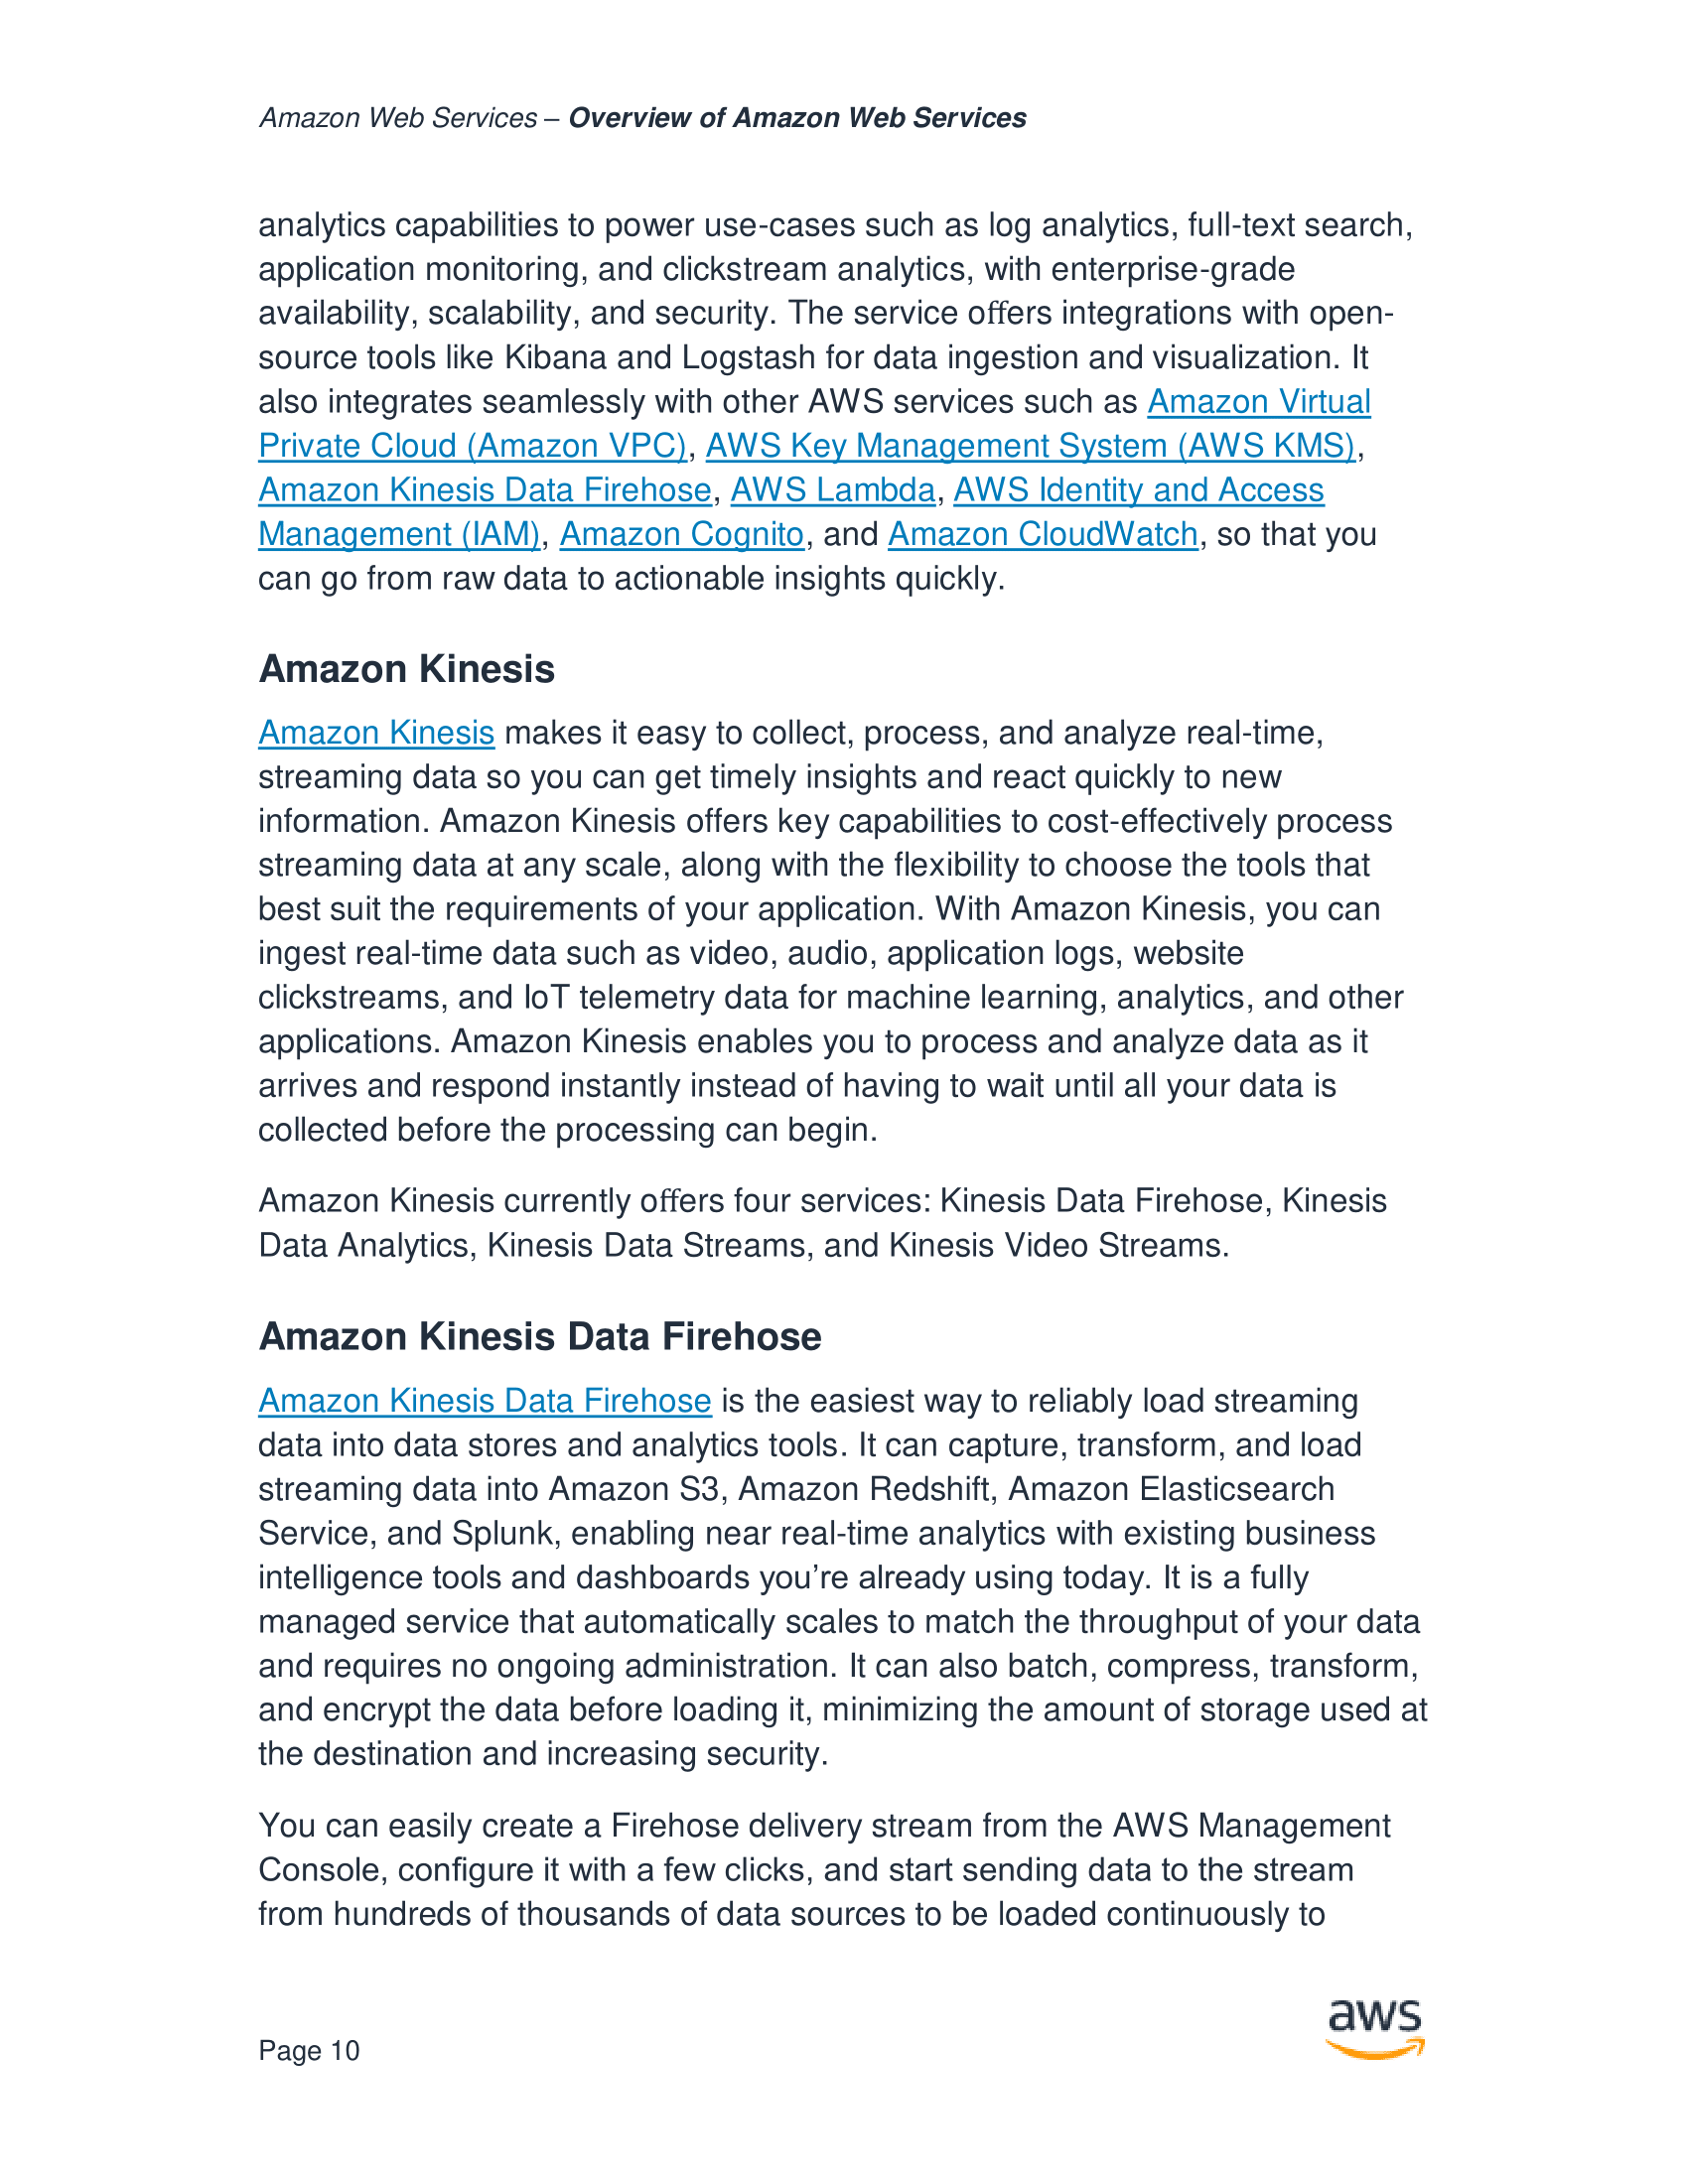 Amazon Web Services – Overview of Amazon Web Services
analytics capabilities to power use-cases such as log analytics, full-text search,
application monitoring, and clickstream analytics, with enterprise-grade
availability, scalability, and security. The service offers integrations with open-
source tools like Kibana and Logstash for data ingestion and visualization. It
also integrates seamlessly with other AWS services such as Amazon Virtual
Private Cloud (Amazon VPC), AWS Key Management System (AWS KMS),
Amazon Kinesis Data Firehose, AWS Lambda, AWS Identity and Access
Management (IAM), Amazon Cognito, and Amazon CloudWatch, so that you
can go from raw data to actionable insights quickly.
Amazon Kinesis
Amazon Kinesis makes it easy to collect, process, and analyze real-time,
streaming data so you can get timely insights and react quickly to new
information. Amazon Kinesis offers key capabilities to cost-effectively process
streaming data at any scale, along with the flexibility to choose the tools that
best suit the requirements of your application. With Amazon Kinesis, you can
ingest real-time data such as video, audio, application logs, website
clickstreams, and IoT telemetry data for machine learning, analytics, and other
applications. Amazon Kinesis enables you to process and analyze data as it
arrives and respond instantly instead of having to wait until all your data is
collected before the processing can begin.
Amazon Kinesis currently offers four services: Kinesis Data Firehose, Kinesis
Data Analytics, Kinesis Data Streams, and Kinesis Video Streams.
Amazon Kinesis Data Firehose
Amazon Kinesis Data Firehose is the easiest way to reliably load streaming
data into data stores and analytics tools. It can capture, transform, and load
streaming data into Amazon S3, Amazon Redshift, Amazon Elasticsearch
Service, and Splunk, enabling near real-time analytics with existing business
intelligence tools and dashboards you’re already using today. It is a fully
managed service that automatically scales to match the throughput of your data
and requires no ongoing administration. It can also batch, compress, transform,
and encrypt the data before loading it, minimizing the amount of storage used at
the destination and increasing security.
You can easily create a Firehose delivery stream from the AWS Management
Console, configure it with a few clicks, and start sending data to the stream
from hundreds of thousands of data sources to be loaded continuously to
Page 10
aws